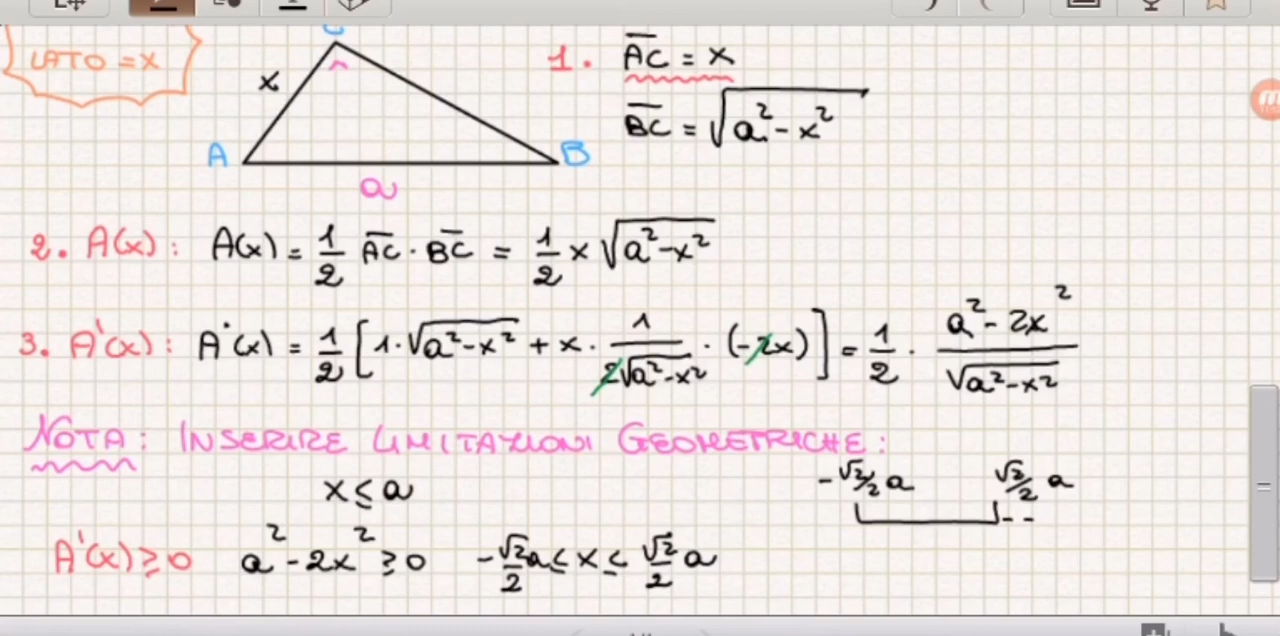 LATO = x
x
A
B
a
1. AC = x
BC = √a² - x²
2. A(x): A(x) = 1/2 AC · BC = 1/2 x √a² - x²
3. A'(x): A'(x) = 1/2 [1 · √a² - x² + x · 1/2√a² - x² · (-2x)] = 1/2 · a² - 2x²/√a² - x²
NOTA: INSERIRE LIMITAZIONI GEOMETRICHE:
x ≤ a
-√2/2 a √2/2 a
A'(x) ≥ 0 a² - 2x² ≥ 0 -√2/2 a ≤ x ≤ √2/2 a